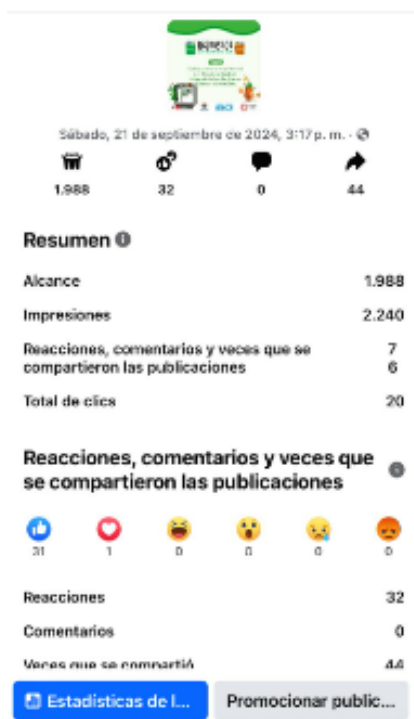 Sábado, 21 de septiembre de 2024, 3:17 p. m. ·
1.988 32 0 44
Resumen
Alcance 1.988
Impresiones 2.240
Reacciones, comentarios y veces que se 7
compartieron las publicaciones 6
Total de clics 20
Reacciones, comentarios y veces que
se compartieron las publicaciones
31 1 0 0 0 0
Reacciones 32
Comentarios 0
Veces que se compartió 44
Estadísticas de l... Promocionar public...